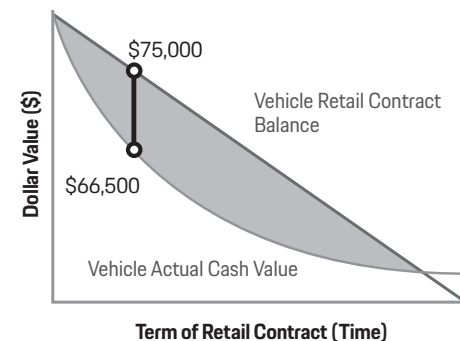 $75,000
Vehicle Retail Contract
Balance
$66,500
Vehicle Actual Cash Value
Dollar Value ($)
Term of Retail Contract (Time)